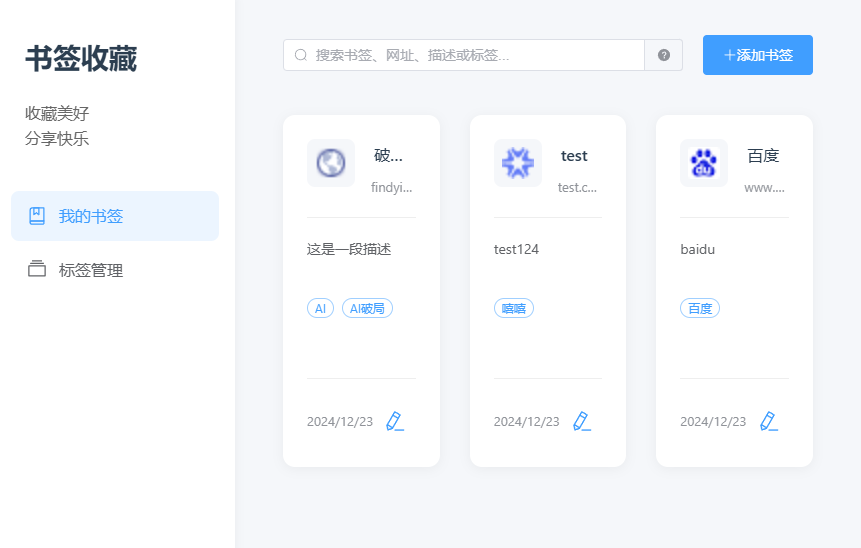 书签收藏
收藏美好
分享快乐
我的书签
标签管理
搜索书签、网址、描述或标签...
+添加书签
破...
findyi...
这是一段描述
AI
AI破局
2024/12/23
test
test.c...
test124
嘻嘻
2024/12/23
du
百度
www....
baidu
百度
2024/12/23